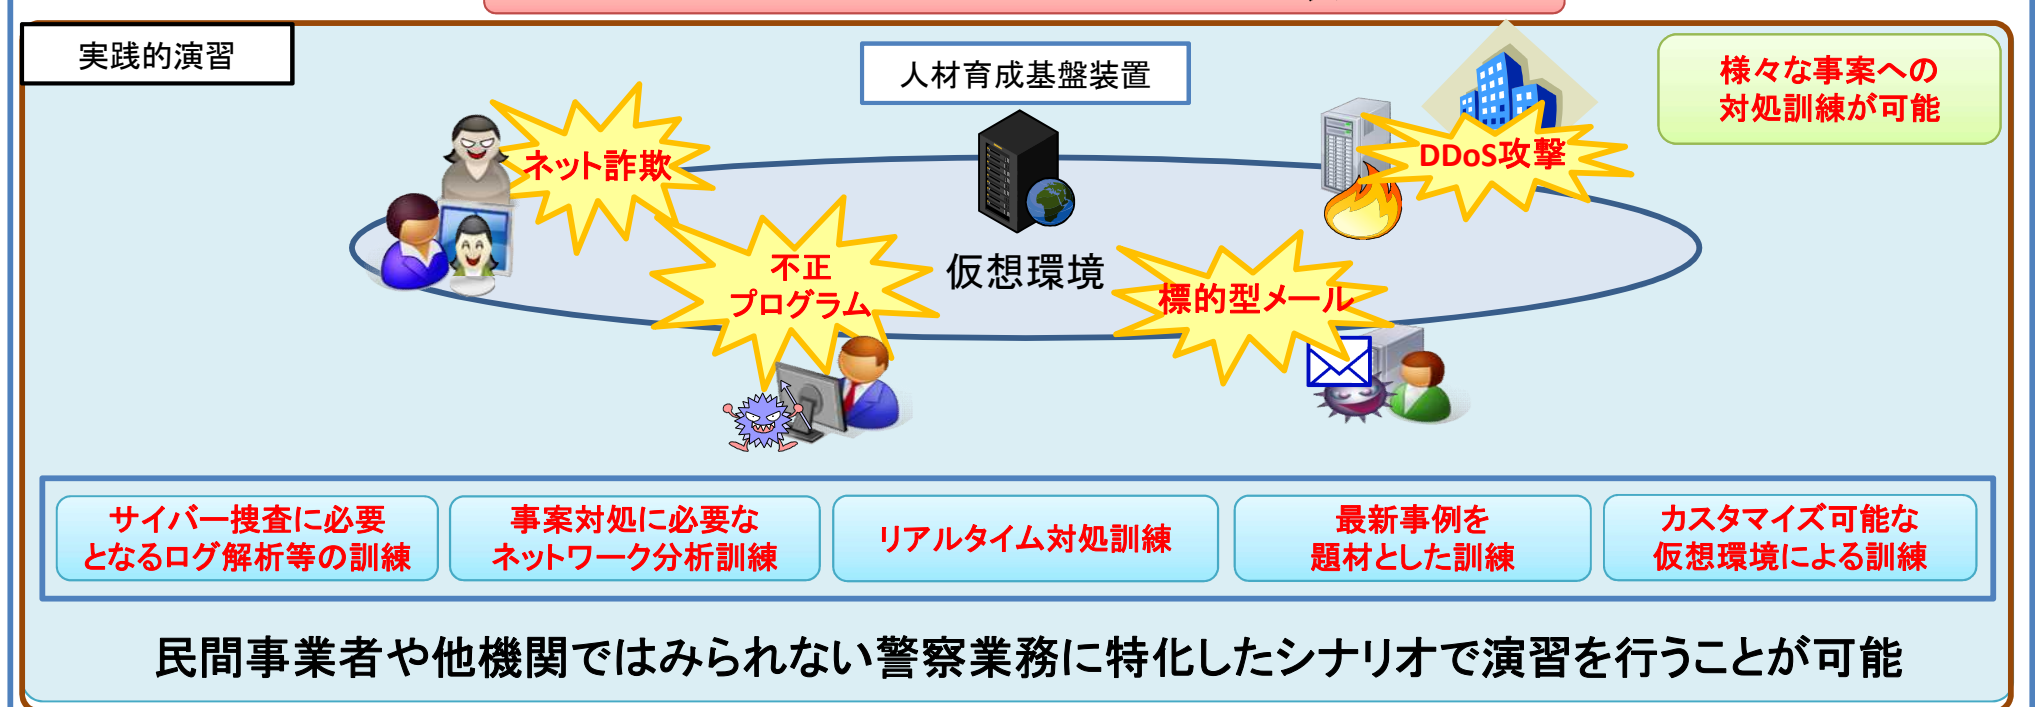 実践的演習
人材育成基盤装置
様々な事案への
対処訓練が可能
ネット詐欺
DDoS攻撃
不正
プログラム
仮想環境
標的型メール
サイバー捜査に必要
となるログ解析等の訓練
事案対処に必要な
ネットワーク分析訓練
リアルタイム対処訓練
最新事例を
題材とした訓練
カスタマイズ可能な
仮想環境による訓練
民間事業者や他機関ではみられない警察業務に特化したシナリオで演習を行うことが可能